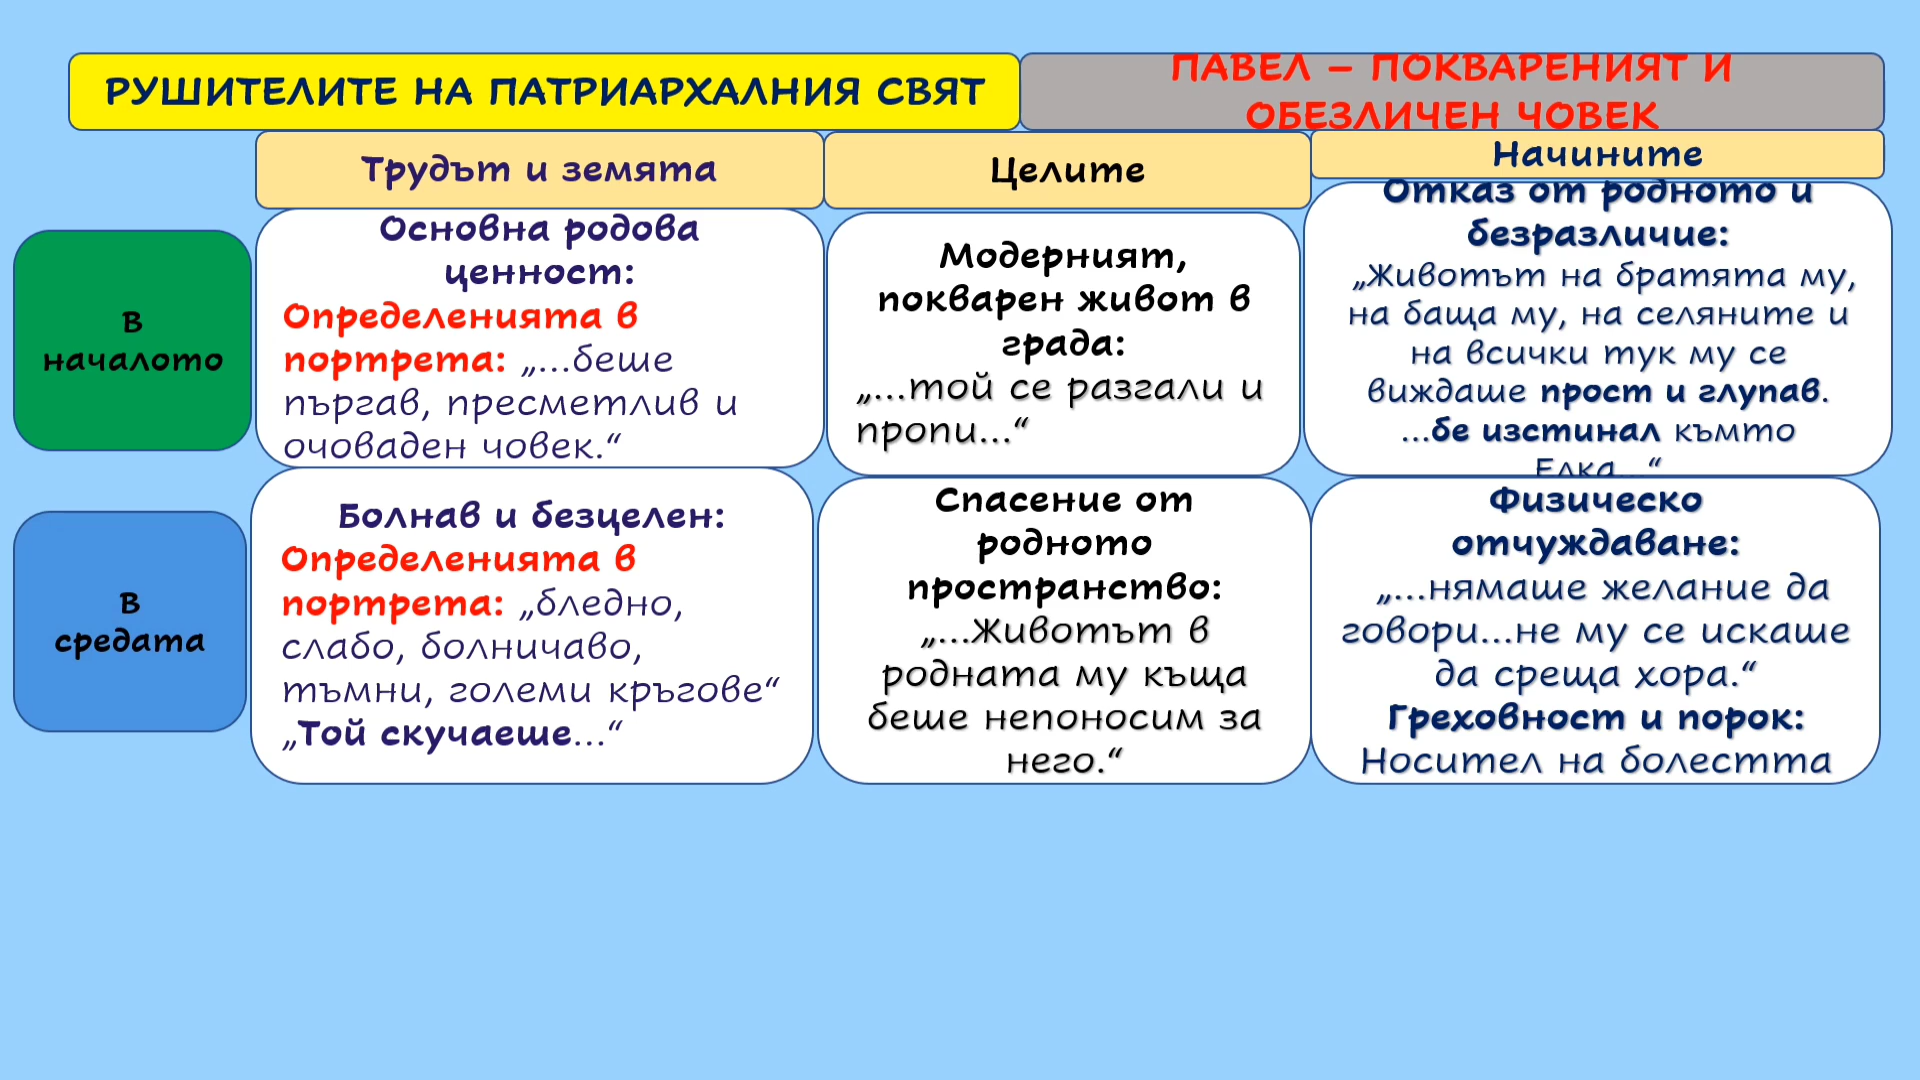 РУШИТЕЛИТЕ НА ПАТРИАРХАЛНИЯ СВЯТ
ПАВЕЛ – ПОКВАРЕНИЯТ И
ОБЕЗЛИЧЕН ЧОВЕК
Трудът и земята
Целите
Начините
В
началото
Основна родова
ценност:
Определенията в
портрета: „...беше
пъргав, пресметлив и
очоваден човек.“
Модерният,
покварен живот в
града:
„...той се разгали и
пропи...“
Отказ от родното и
безразличие:
„Животът на братята му,
на баща му, на селяните и
на всички тук му се
виждаше прост и глупав.
...бе изстинал към​то
Елка...“
В
средата
Болнав и безцелен:
Определенията в
портрета: „бледно,
слабо, болничаво,
тъмни, големи кръгове“
„Той скучаеше...“
Спасение от
родното
пространство:
„...Животът в
родната му къща
беше непоносим за
него.“
Физическо
отчуждаване:
„...нямаше желание да
говори...не му се искаше
да среща хора.“
Греховност и порок:
Носител на болестта